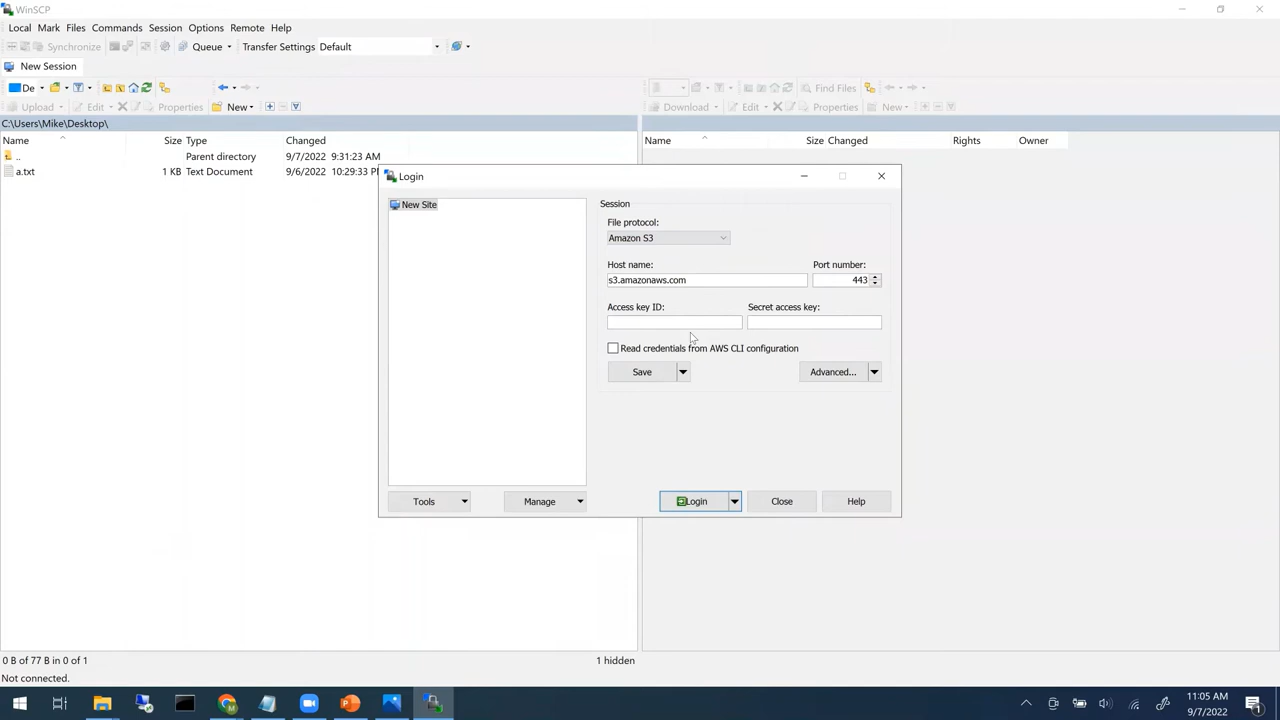 WinSCP
Local Mark Files Commands Session Options Remote Help
Synchronize Queue Transfer Settings Default
New Session
De Find Files
Upload Edit Properties New Download Edit Properties New
C:\Users\Mike\Desktop\
Name Size Type Changed Name Size Changed Rights Owner
.. Parent directory 9/7/2022 9:31:23 AM
a.txt 1 KB Text Document 9/6/2022 10:29:33 P
Login
New Site
Session
File protocol:
Amazon S3
Host name: Port number:
s3.amazonaws.com 443
Access key ID: Secret access key:
Read credentials from AWS CLI configuration
Save Advanced...
Tools Manage Login Close Help
0 B of 77 B in 0 of 1 1 hidden
Not connected.
11:05 AM
9/7/2022
1